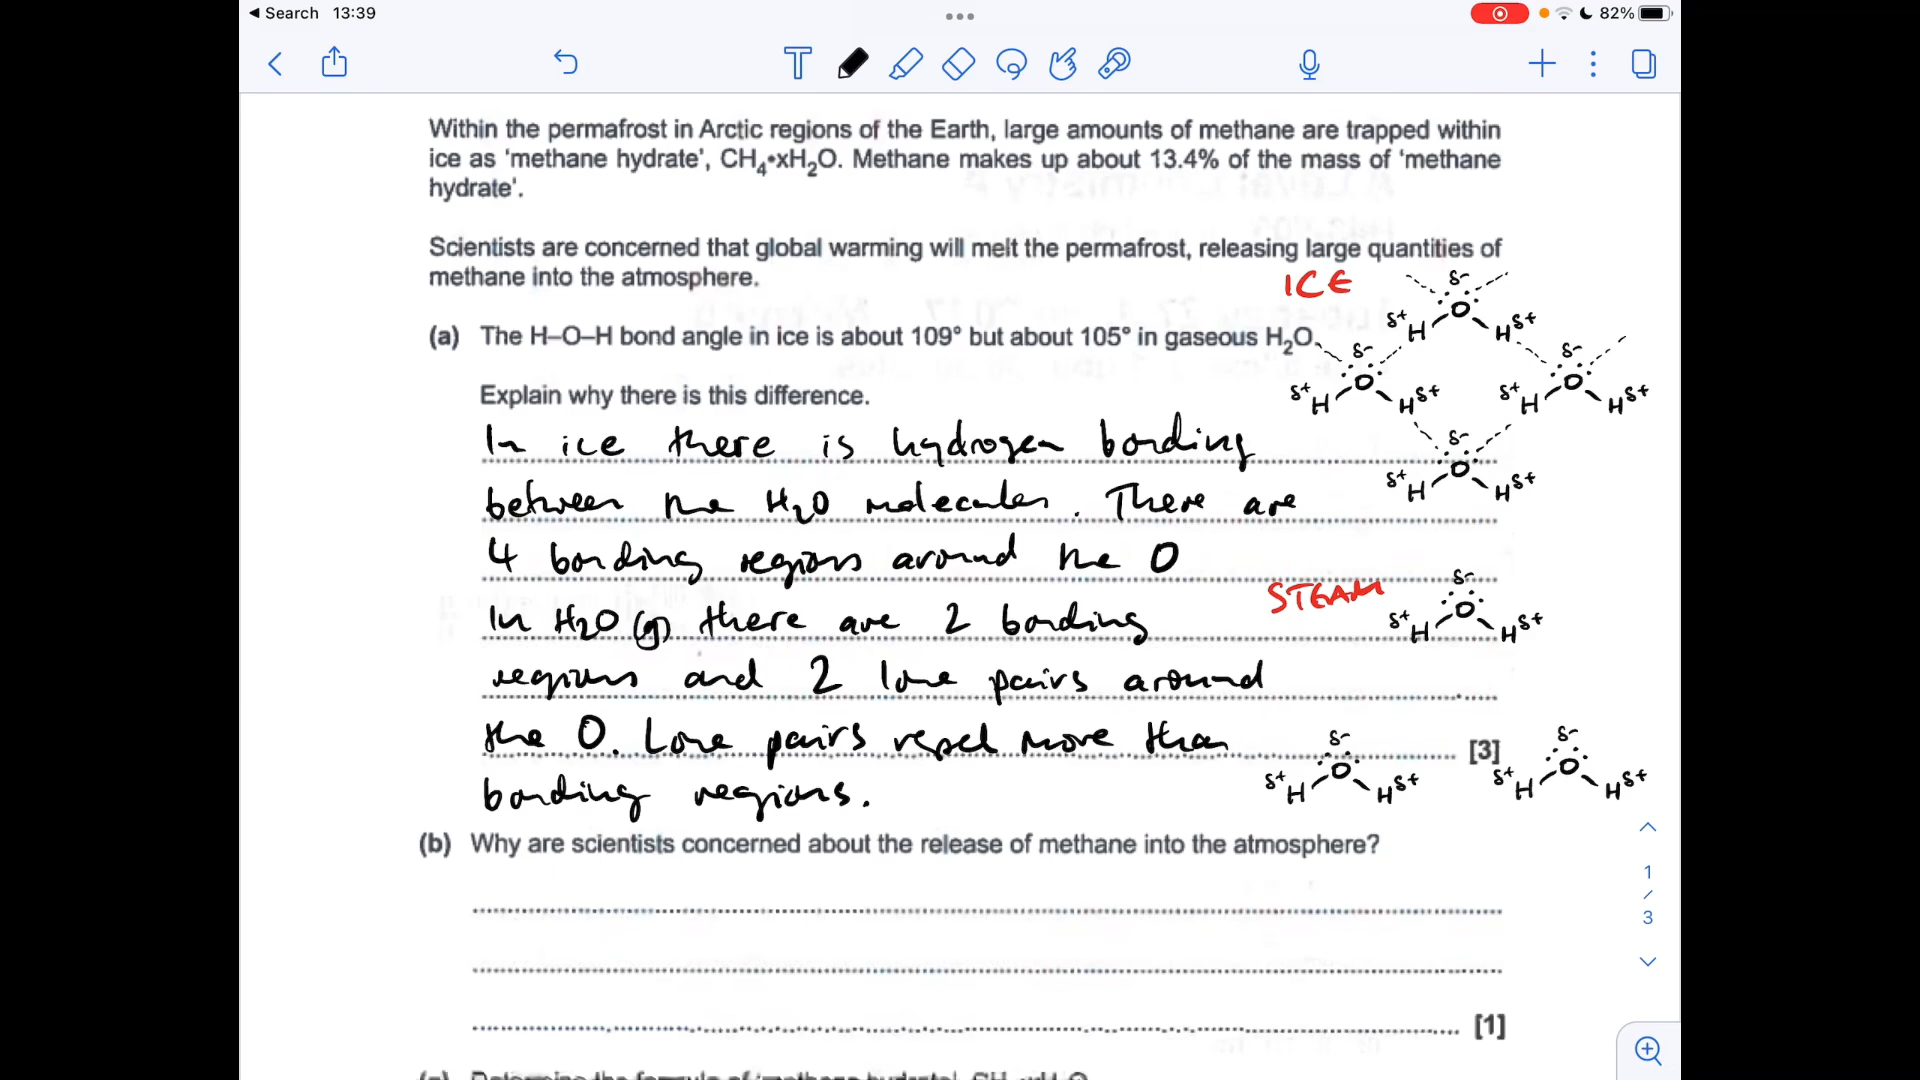 Search 13:39
82%
Within the permafrost in Arctic regions of the Earth, large amounts of methane are trapped within
ice as ‘methane hydrate’, CH₄•xH₂O. Methane makes up about 13.4% of the mass of ‘methane
hydrate’.
Scientists are concerned that global warming will melt the permafrost, releasing large quantities of
methane into the atmosphere.
ICE
(a) The H–O–H bond angle in ice is about 109° but about 105° in gaseous H₂O.
Explain why there is this difference.
In ice there is hydrogen bonding
between the H₂O molecules. There are
4 bonding regions around the O
In H₂O (g) there are 2 bonding
regions and 2 lone pairs around
the O. Lone pairs repel more than [3]
bonding regions.
δ-
O
δ+ H H δ+
δ-
O
δ+ H H δ+
δ-
O
δ+ H H δ+
δ-
O
δ+ H H δ+
STEAM
δ-
O
δ+ H H δ+
δ-
O
δ+ H H δ+
δ-
O
δ+ H H δ+
(b) Why are scientists concerned about the release of methane into the atmosphere?
[1]
1
/
3